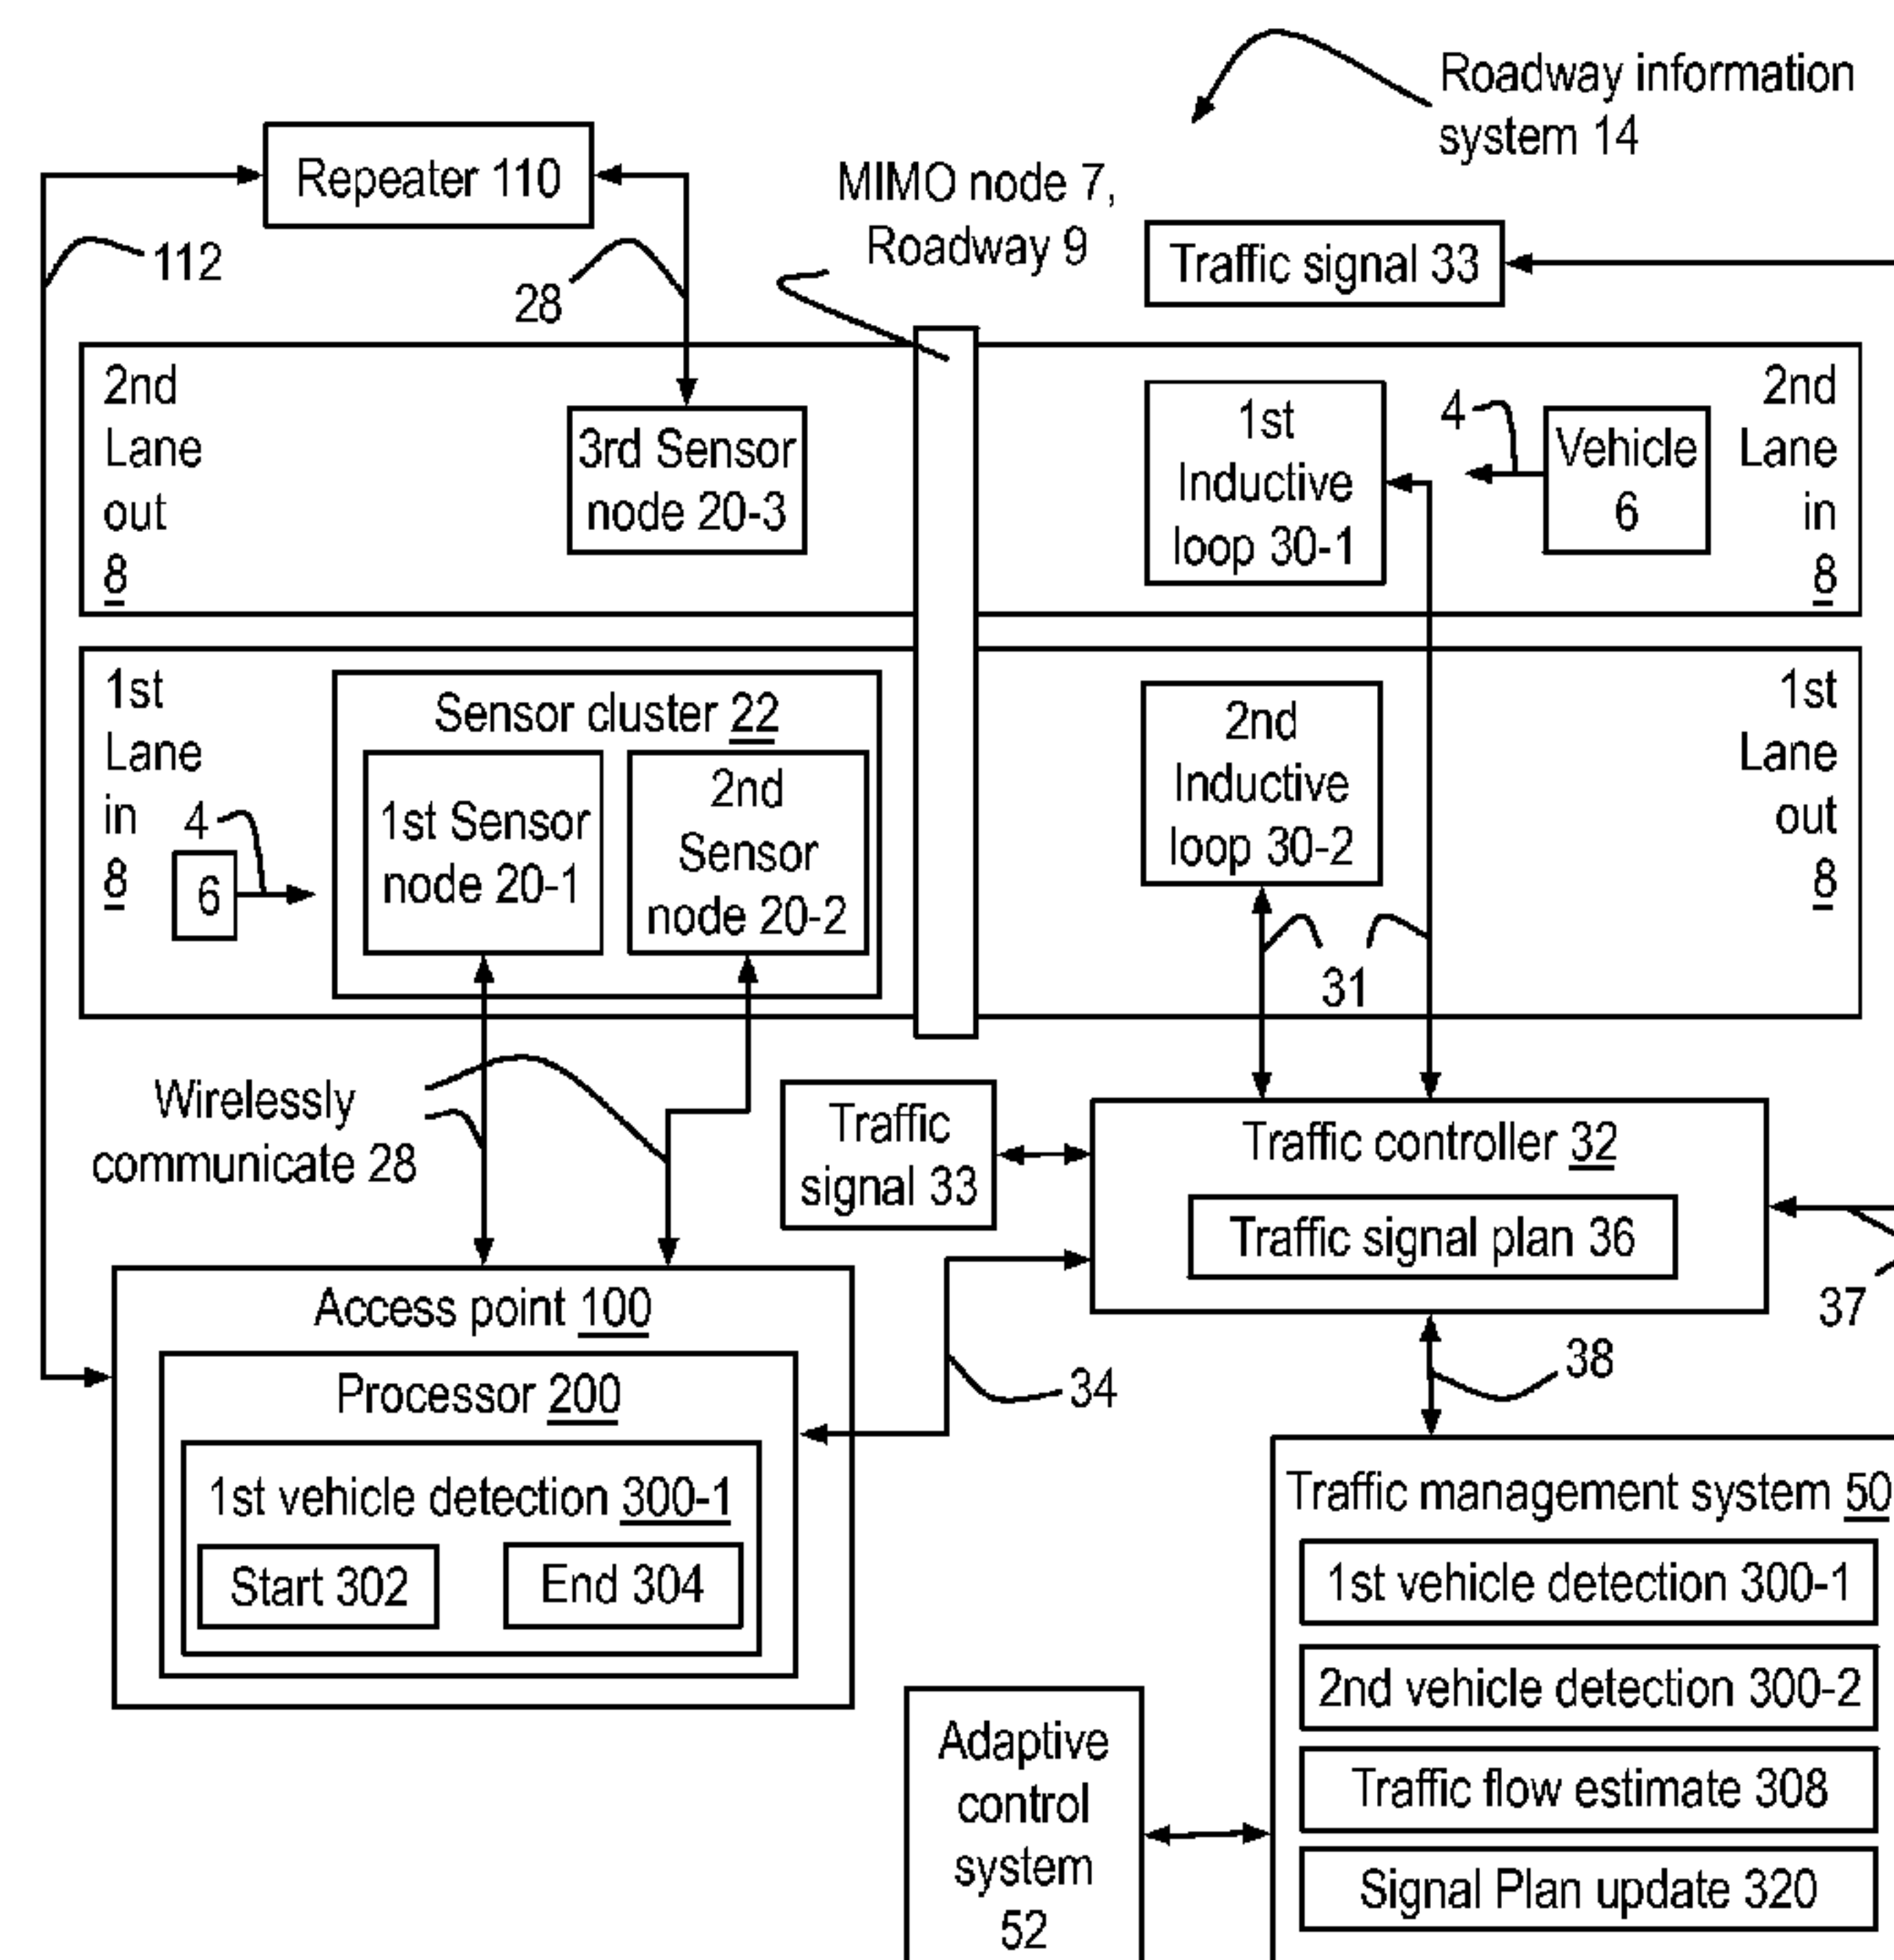 Roadway information
system 14
Repeater 110
MIMO node 7,
Roadway 9
112
28
Traffic signal 33
2nd
Lane
out
8
3rd Sensor
node 20-3
1st
Inductive
loop 30-1
4
Vehicle
6
2nd
Lane
in
8
1st
Lane
in
8
4
6
Sensor cluster 22
1st Sensor
node 20-1
2nd
Sensor
node 20-2
2nd
Inductive
loop 30-2
1st
Lane
out
8
31
Wirelessly
communicate 28
Traffic
signal 33
Traffic controller 32
Traffic signal plan 36
37
38
34
Access point 100
Processor 200
1st vehicle detection 300-1
Start 302
End 304
Traffic management system 50
1st vehicle detection 300-1
2nd vehicle detection 300-2
Traffic flow estimate 308
Signal Plan update 320
Adaptive
control
system
52